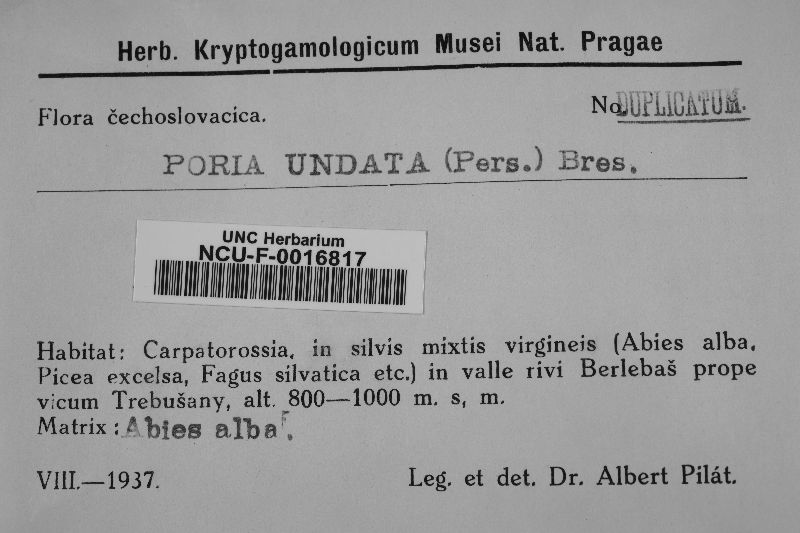 Herb. Kryptogamologicum Musei Nat. Pragae
Flora čechoslovacica.
No. DUPLICATUM.
PORIA UNDATA (Pers.) Bres.
UNC Herbarium
NCU-F-0016817
Habitat: Carpatorossia, in silvis mixtis virgineis (Abies alba,
Picea excelsa, Fagus silvatica etc.) in valle rivi Berlebaš prope
vicum Trebušany, alt. 800—1000 m. s, m.
Matrix: Abies alba.
VIII.—1937.
Leg. et det. Dr. Albert Pilát.